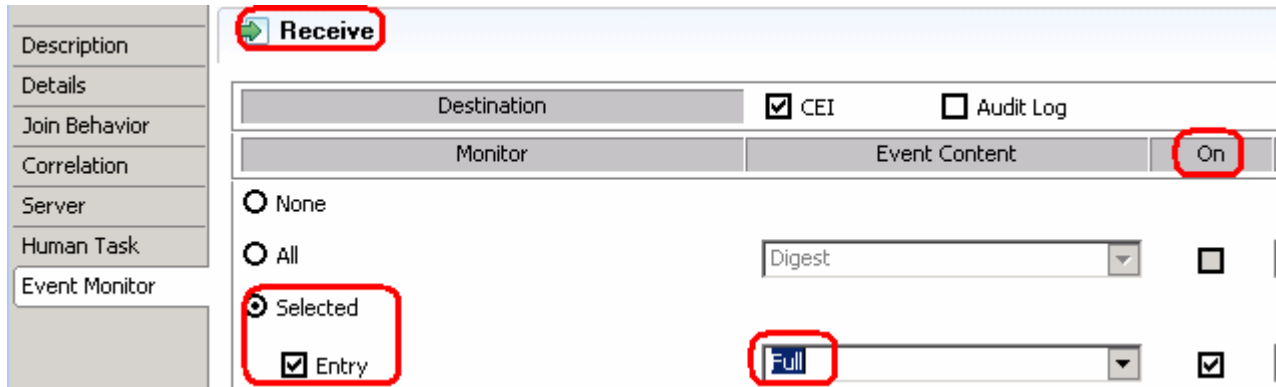 Receive
Description
Details
Join Behavior
Correlation
Server
Human Task
Event Monitor
Destination CEI Audit Log
Monitor Event Content On
None
All Digest
Selected
Entry Full